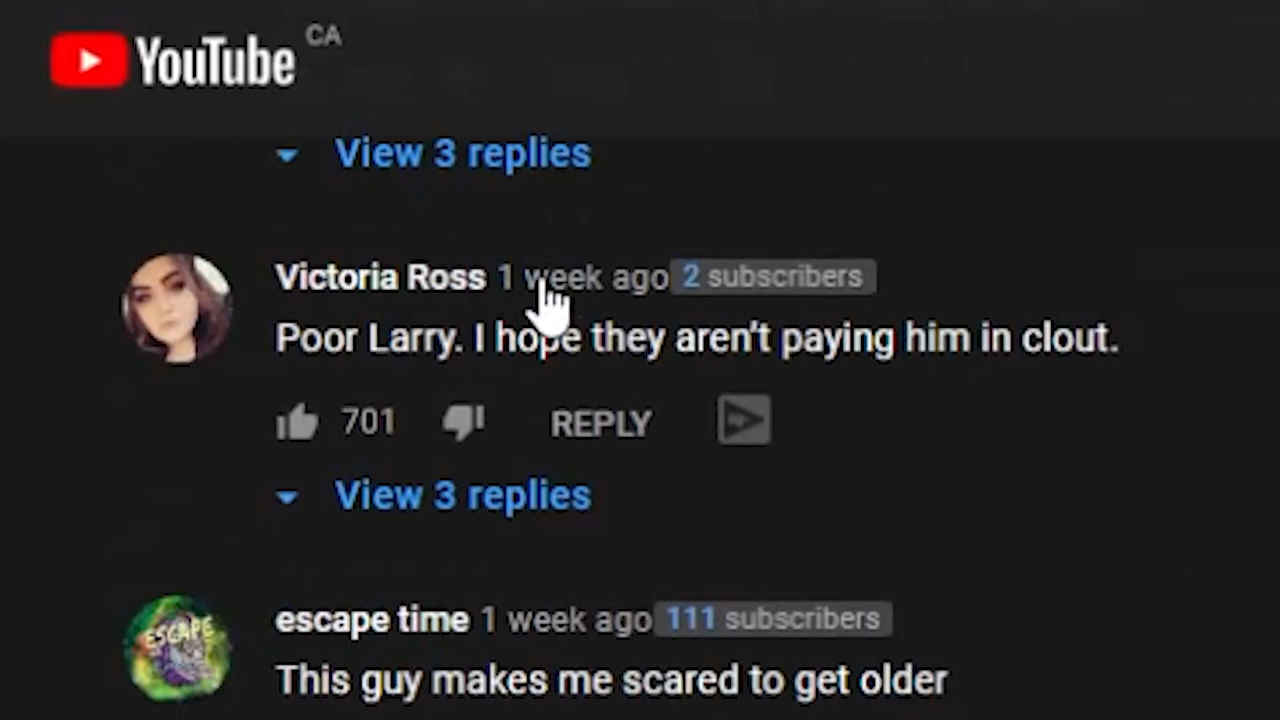 YouTube CA
View 3 replies
Victoria Ross 1 week ago 2 subscribers
Poor Larry. I hope they aren't paying him in clout.
701 REPLY
View 3 replies
ESCAPE
escape time 1 week ago 111 subscribers
This guy makes me scared to get older